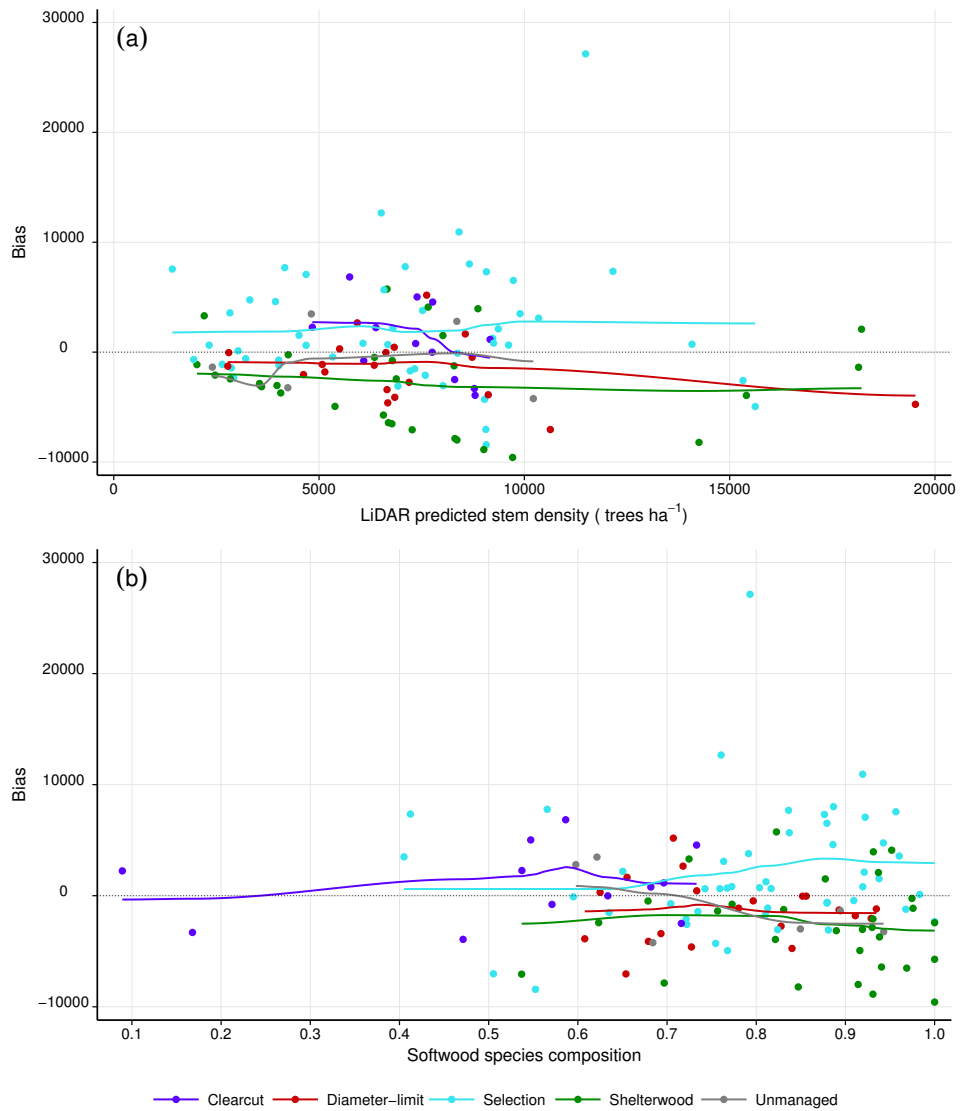 (a)
30000
20000
10000
0
−10000
Bias
0 5000 10000 15000 20000
LiDAR predicted stem density ( trees ha⁻¹)
(b)
30000
20000
10000
0
−10000
Bias
0.1 0.2 0.3 0.4 0.5 0.6 0.7 0.8 0.9 1.0
Softwood species composition
Clearcut Diameter−limit Selection Shelterwood Unmanaged